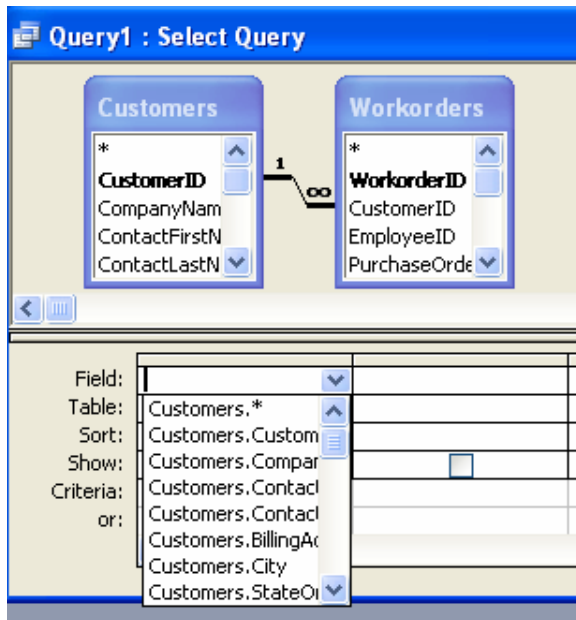 Query1 : Select Query
Customers
*
CustomerID
CompanyNam
ContactFirstN
ContactLastN
1
∞
Workorders
*
WorkorderID
CustomerID
EmployeeID
PurchaseOrde
Field:
Table:
Sort:
Show:
Criteria:
or:
Customers.*
Customers.Custom
Customers.Compar
Customers.Contact
Customers.Contact
Customers.BillingAd
Customers.City
Customers.StateOr